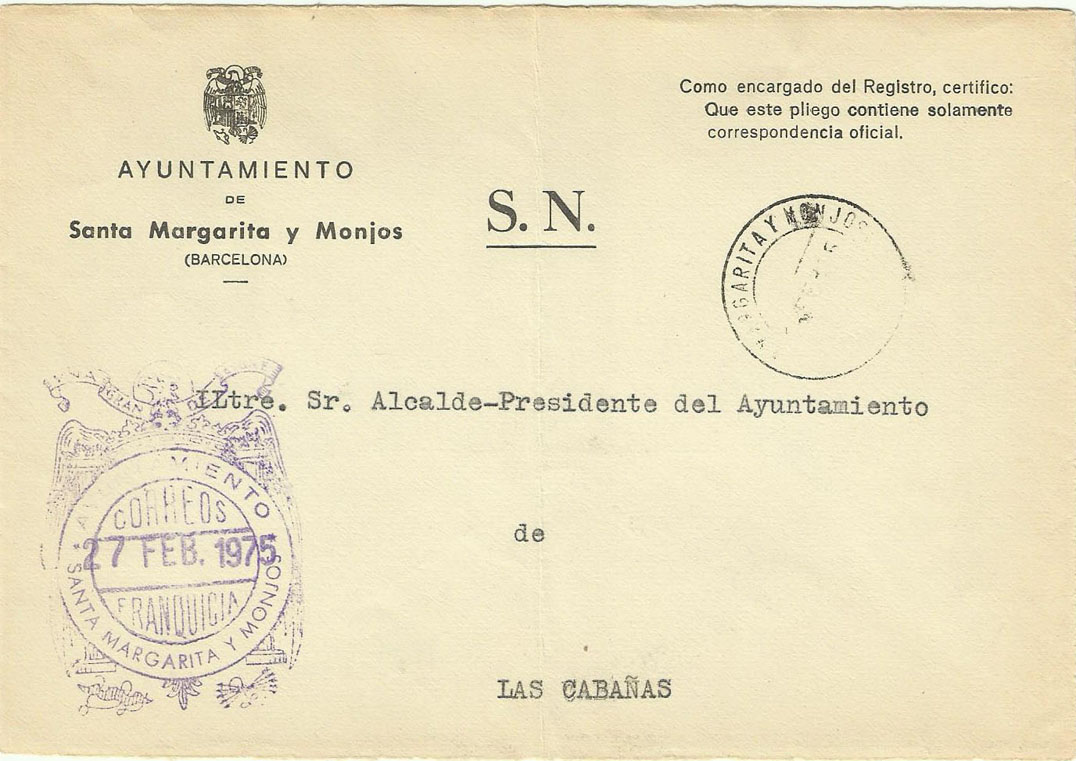 AYUNTAMIENTO
DE
Santa Margarita y Monjos
(BARCELONA)
S. N.
Como encargado del Registro, certifico:
Que este pliego contiene solamente
correspondencia oficial.
MARGARITA Y MONJOS
ILtre. Sr. Alcalde-Presidente del Ayuntamiento
de
LAS CABAÑAS
AYUNTAMIENTO
CORREOS
27 FEB. 1975
FRANQUICIA
SANTA MARGARITA Y MONJOS